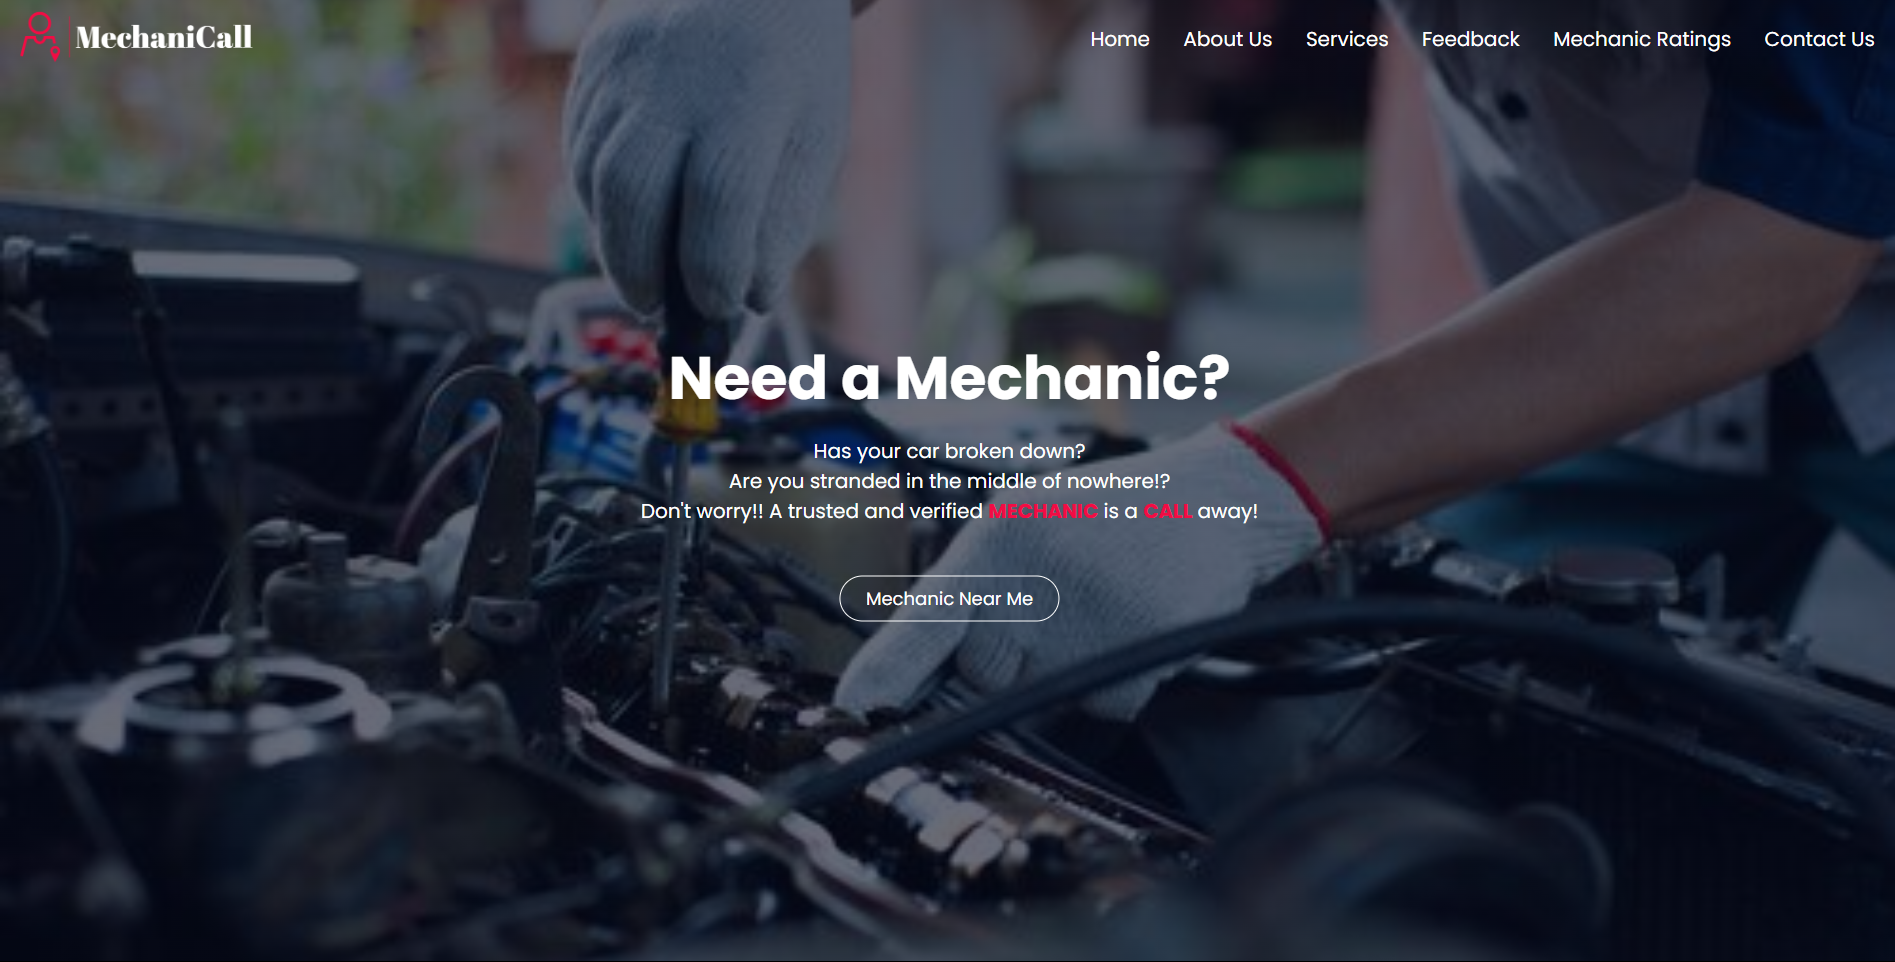 MechaniCall
Home About Us Services Feedback Mechanic Ratings Contact Us
Need a Mechanic?
Has your car broken down?
Are you stranded in the middle of nowhere!?
Don't worry!! A trusted and verified MECHANIC is a CALL away!
Mechanic Near Me